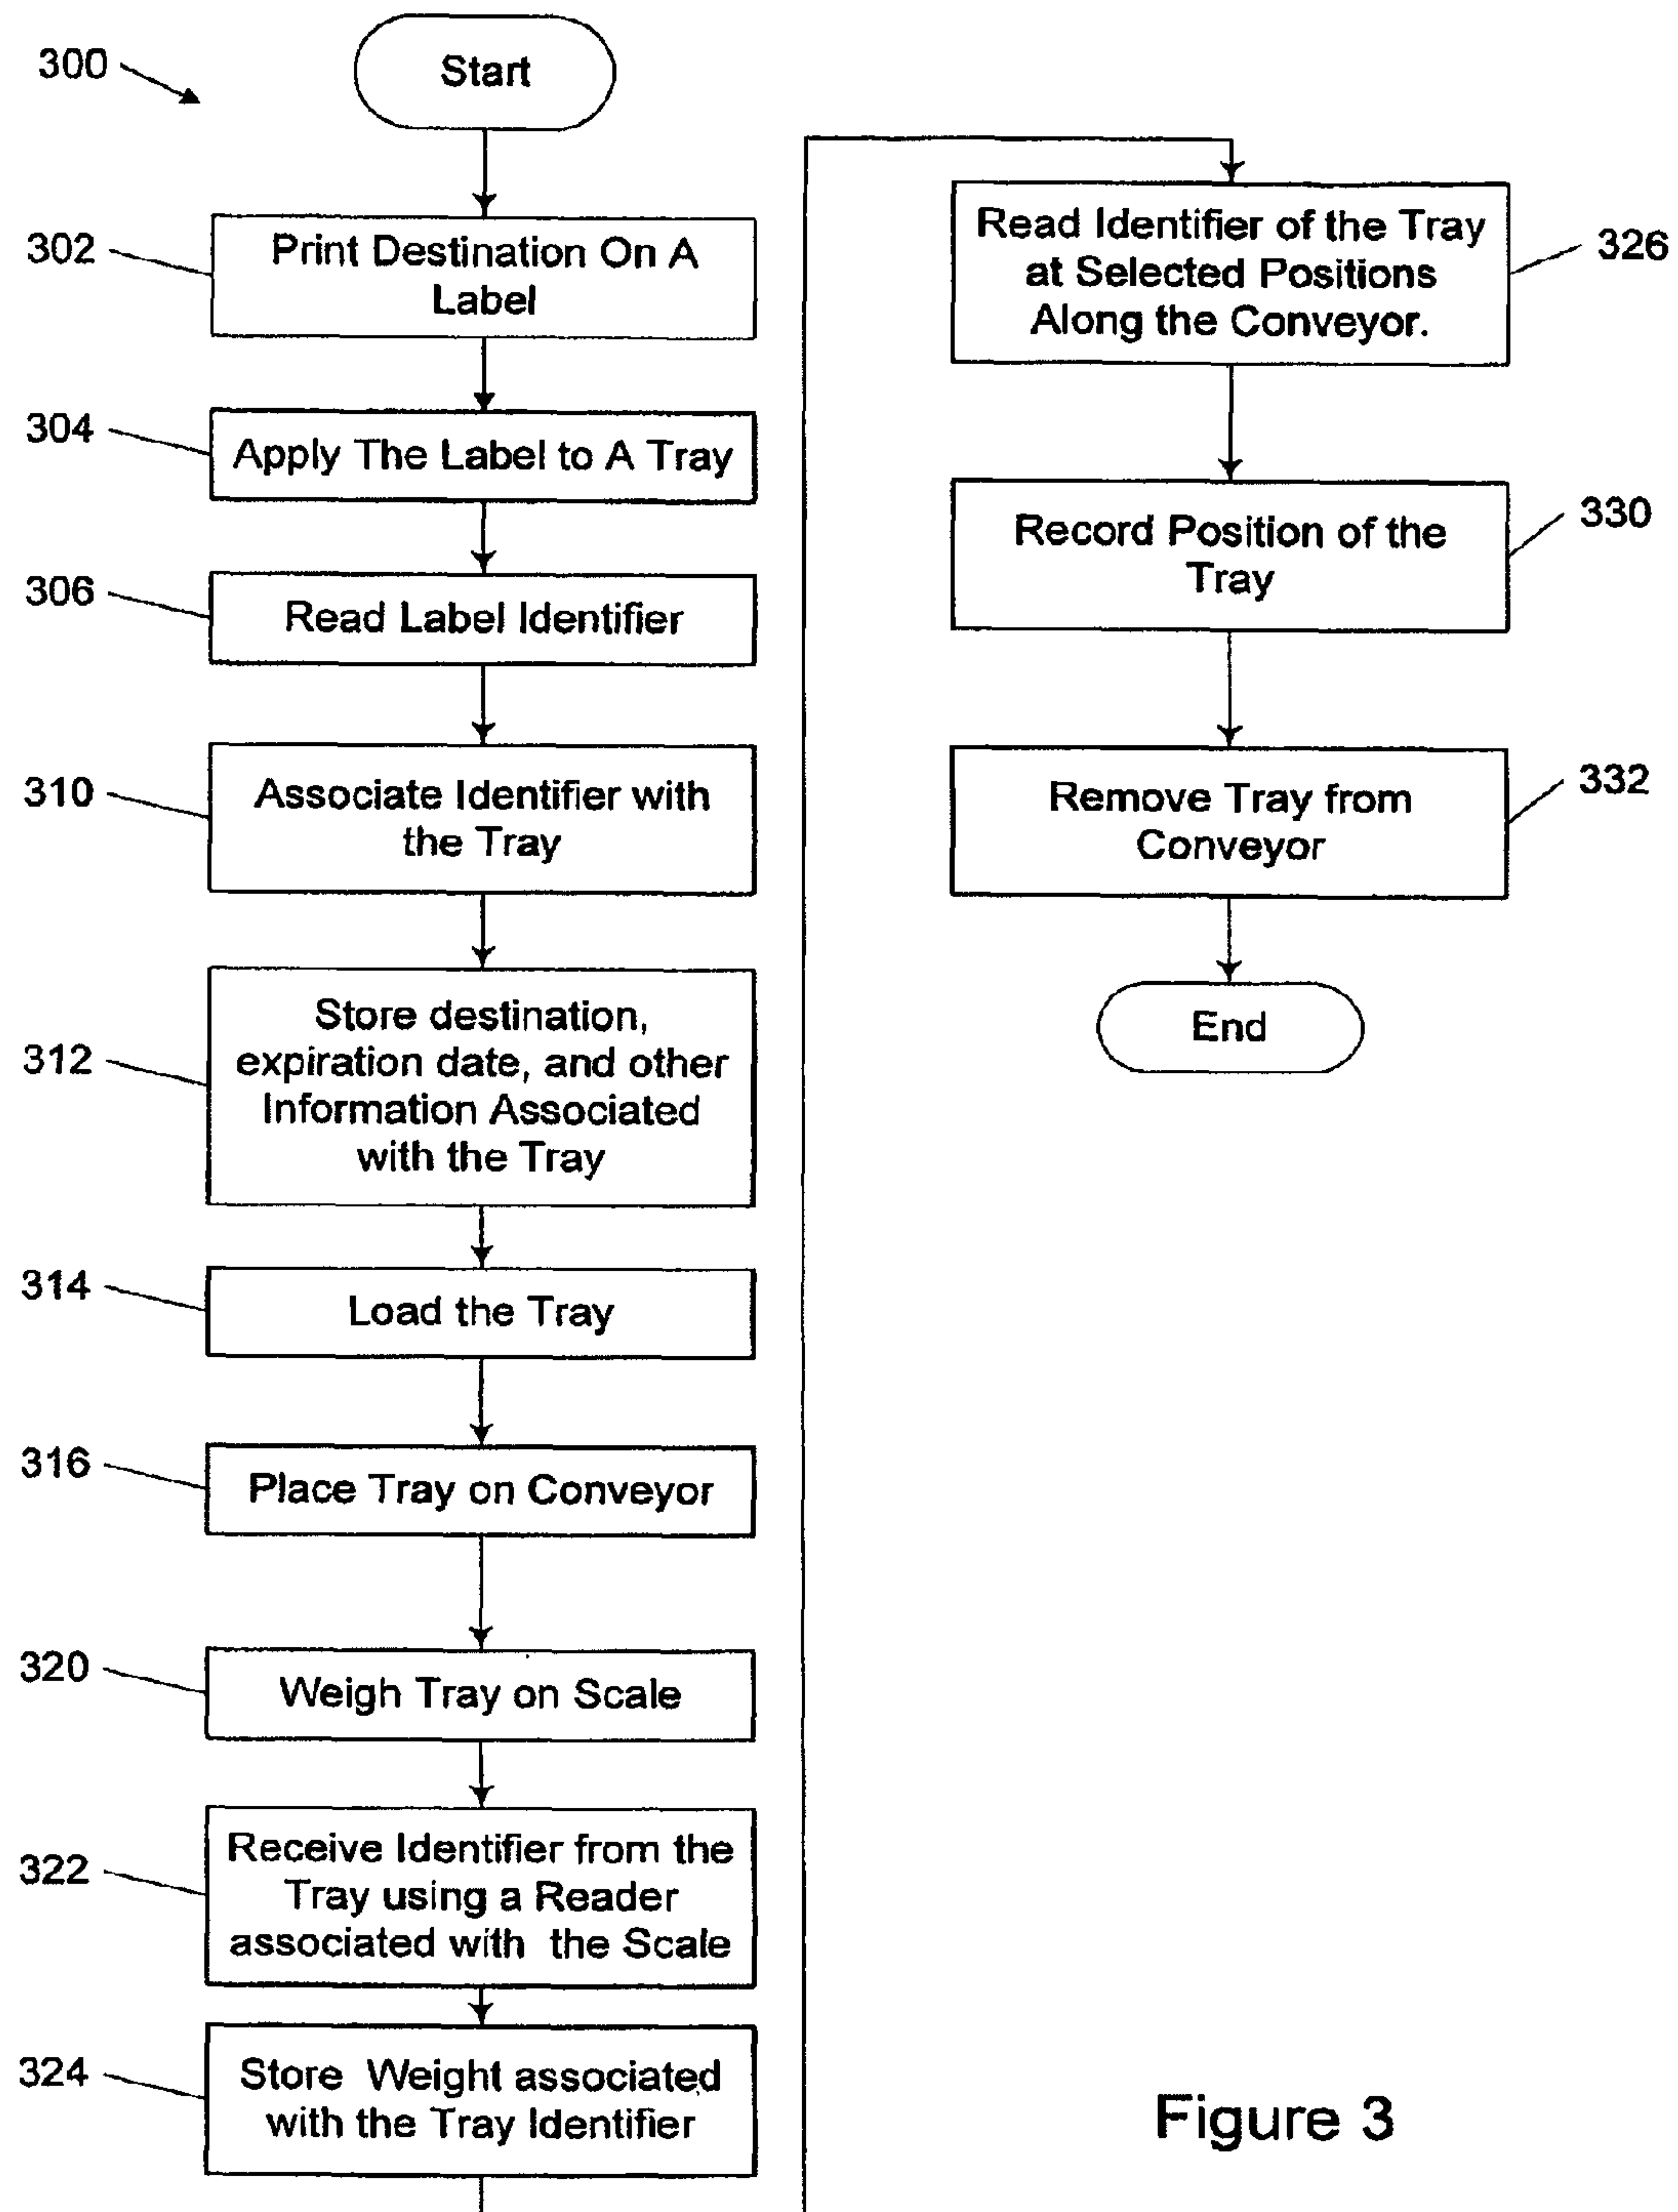 300
Start
302
Print Destination On A
Label
304
Apply The Label to A Tray
306
Read Label Identifier
310
Associate Identifier with
the Tray
312
Store destination,
expiration date, and other
Information Associated
with the Tray
314
Load the Tray
316
Place Tray on Conveyor
320
Weigh Tray on Scale
322
Receive Identifier from the
Tray using a Reader
associated with the Scale
324
Store Weight associated
with the Tray Identifier
Read Identifier of the Tray
at Selected Positions
Along the Conveyor.
326
Record Position of the
Tray
330
Remove Tray from
Conveyor
332
End
Figure 3